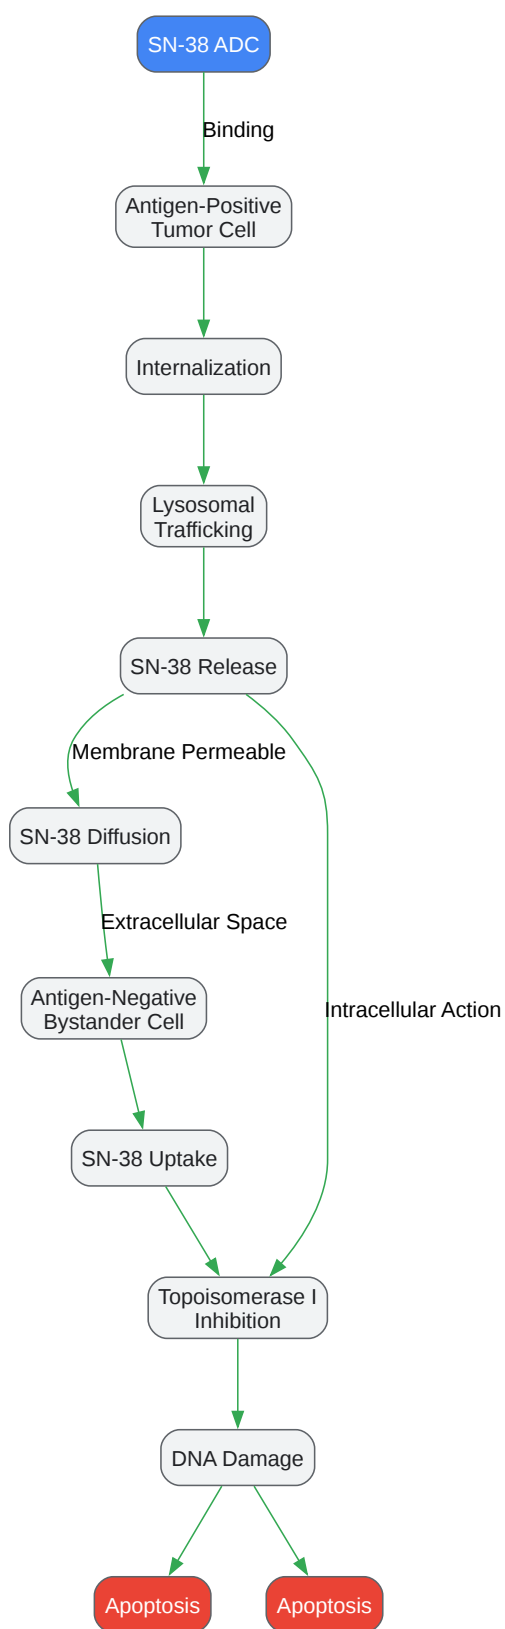 SN-38 ADC
Binding
Antigen-Positive
Tumor Cell
Internalization
Lysosomal
Trafficking
SN-38 Release
Membrane Permeable
SN-38 Diffusion
Extracellular Space
Antigen-Negative
Bystander Cell
Intracellular Action
SN-38 Uptake
Topoisomerase I
Inhibition
DNA Damage
Apoptosis
Apoptosis